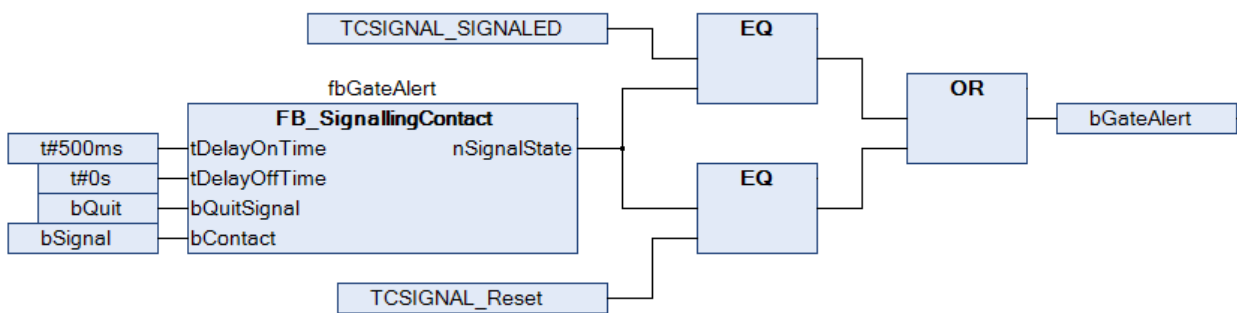 TCSIGNAL_SIGNALED
EQ
fbGateAlert
FB_SignallingContact
OR
t#500ms
tDelayOnTime
nSignalState
bGateAlert
t#0s
tDelayOffTime
EQ
bQuit
bQuitSignal
bSignal
bContact
TCSIGNAL_Reset